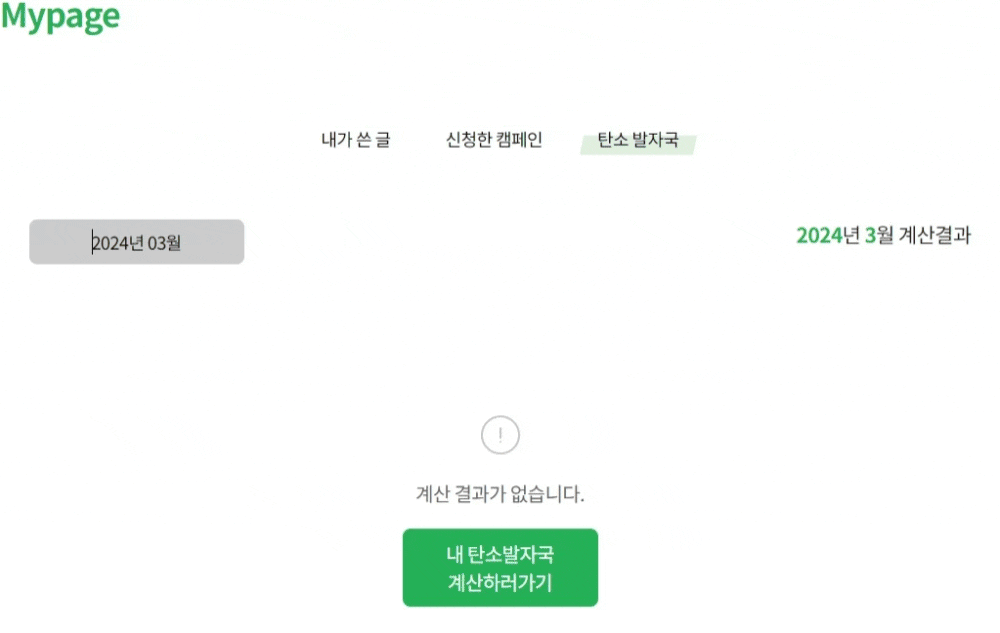 Mypage
내가 쓴 글
신청한 캠페인
탄소 발자국
2024년 03월
2024년 3월 계산결과
!
계산 결과가 없습니다.
내 탄소발자국
계산하러가기